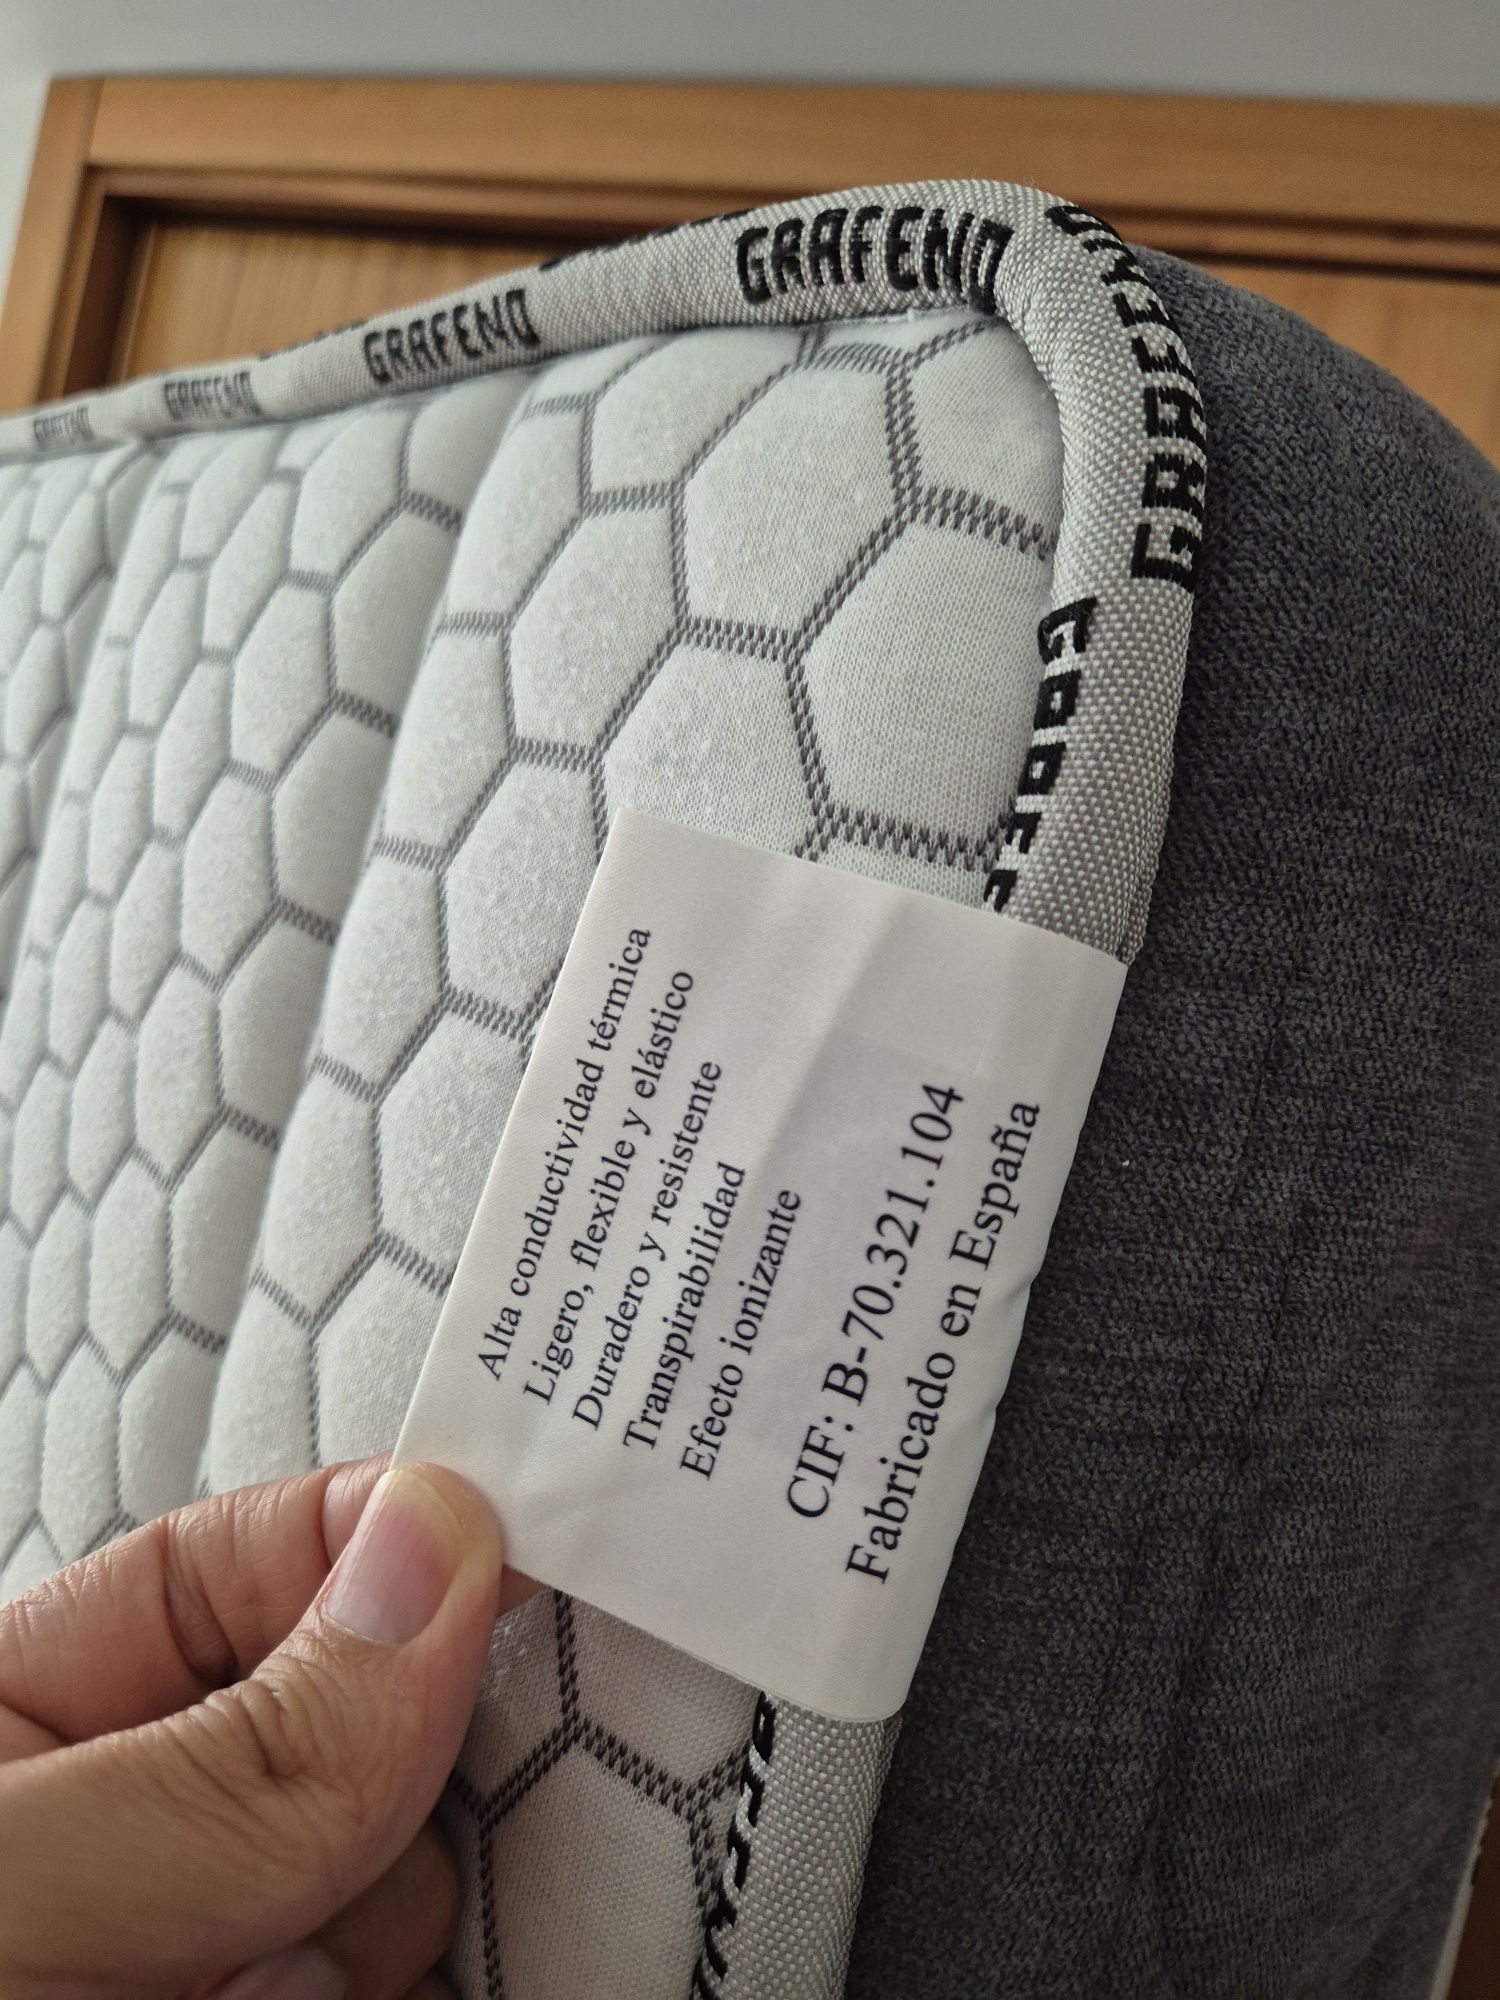 GRAFENO
GRAFENO
GRAFENO
GRAFENO
GRAFENO
Alta conductividad térmica
Ligero, flexible y elástico
Duradero y resistente
Transpirabilidad
Efecto ionizante
CIF: B-70.321.104
Fabricado en España